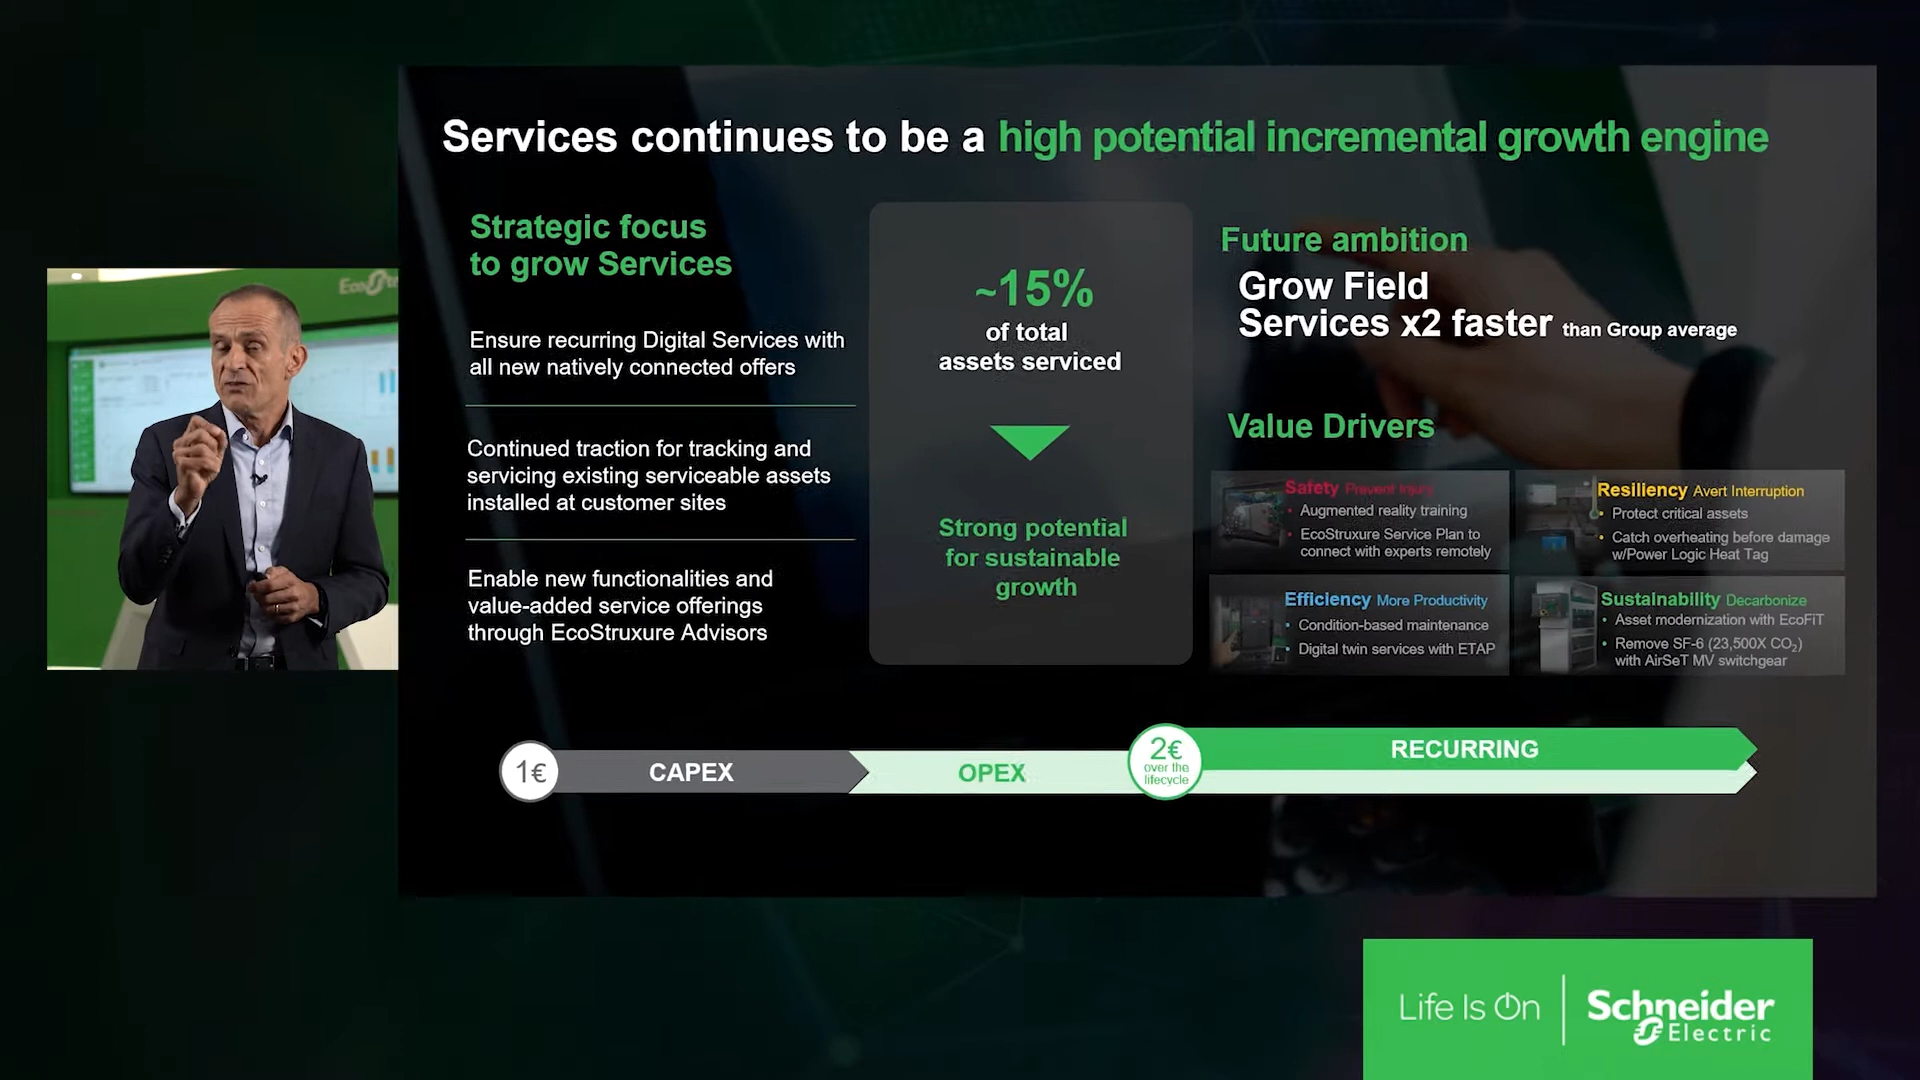 Services continues to be a high potential incremental growth engine
Strategic focus
to grow Services
Ensure recurring Digital Services with
all new natively connected offers
Continued traction for tracking and
servicing existing serviceable assets
installed at customer sites
Enable new functionalities and
value-added service offerings
through EcoStruxure Advisors
~15%
of total
assets serviced
Strong potential
for sustainable
growth
Future ambition
Grow Field
Services x2 faster than Group average
Value Drivers
Safety Prevent Injury
• Augmented reality training
• EcoStruxure Service Plan to
connect with experts remotely
Resiliency Avert Interruption
• Protect critical assets
• Catch overheating before damage
w/Power Logic Heat Tag
Efficiency More Productivity
• Condition-based maintenance
• Digital twin services with ETAP
Sustainability Decarbonize
• Asset modernization with EcoFiT
• Remove SF-6 (23,500X CO₂)
with AirSeT MV switchgear
1€
CAPEX
OPEX
2€
over the
lifecycle
RECURRING
Life Is On
Schneider
Electric